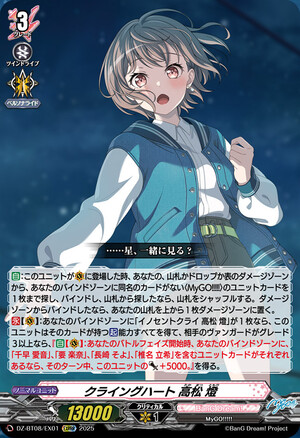 3
グレード
ツインドライブ
ペルソナライド
……星、一緒に見る？
自:このユニットがⓋに登場した時、あなたの、山札かドロップか表のダメージゾーン
から、あなたのバインドゾーンに同名のカードがない〈MyGO!!!!!〉のユニットカードを
1枚まで探し、バインドし、山札から探したなら、山札をシャッフルする。ダメージ
ゾーンからバインドしたなら、あなたの山札を上から1枚ダメージゾーンに置く。
永【Ⓥ】:あなたのバインドゾーンに「イノセントクライ 高松 燈」が1枚なら、このユ
ニットはそのカードが持つ起能力すべてを得て、相手のヴァンガードがグレード
3以上なら、『自【Ⓥ】:あなたのバトルフェイズ開始時、あなたのバインドゾーンに、
「千早 愛音」、「要 楽奈」、「長崎 そよ」、「椎名 立希」を含むユニットカードがそれぞれ
あるなら、そのターン中、このユニットのパワー+5000。』を得る。
ノーマルユニット
クライングハート 高松 燈
パワー
13000
クリティカル
1
MyGO!!!!!
DZ-BT08/EX01
2025
©BanG Dream! Project